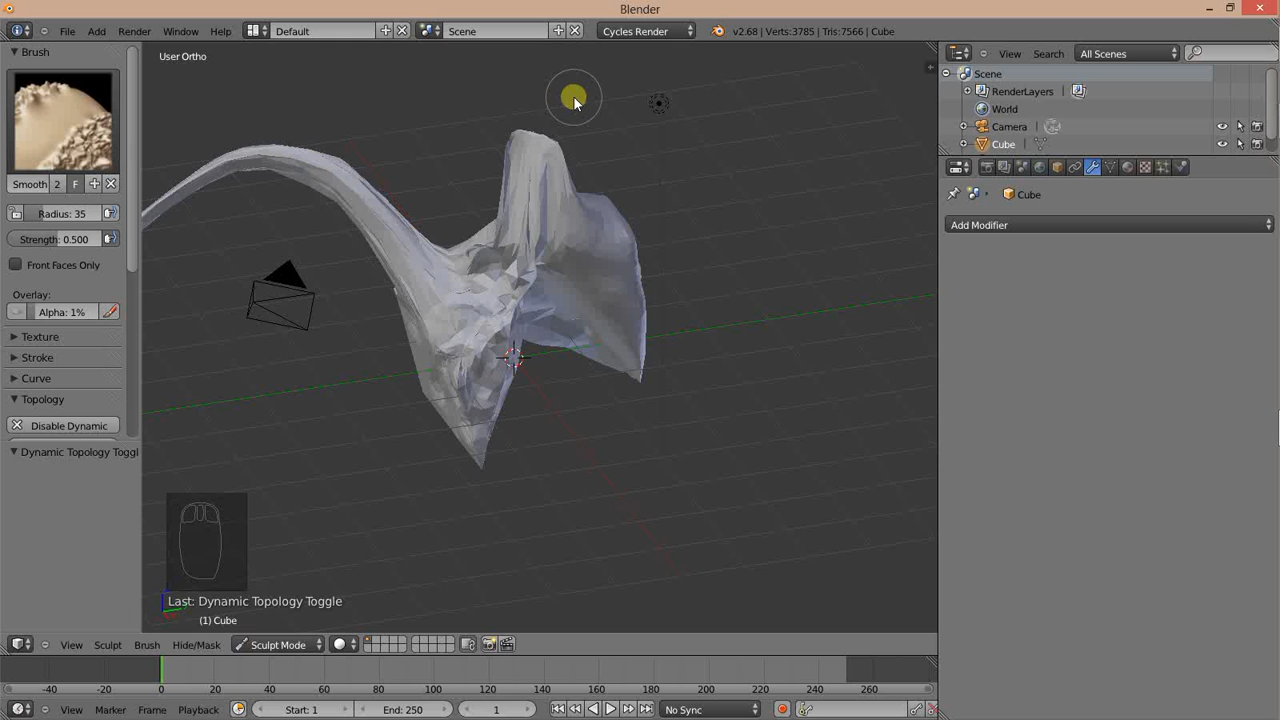 Blender
File Add Render Window Help Default Scene Cycles Render v2.68 | Verts:3785 | Tris:7566 | Cube
Brush
User Ortho
View Search All Scenes
Scene
RenderLayers
World
Camera
Cube
Cube
Smooth 2 F
Radius: 35
Add Modifier
Strength: 0.500
Front Faces Only
Overlay:
Alpha: 1%
Texture
Stroke
Curve
Topology
Disable Dynamic
Dynamic Topology Toggl
Last: Dynamic Topology Toggle
(1) Cube
View Sculpt Brush Hide/Mask Sculpt Mode
-40 -20 0 20 40 60 80 100 120 140 160 180 200 220 240 260
View Marker Frame Playback Start: 1 End: 250 1 No Sync